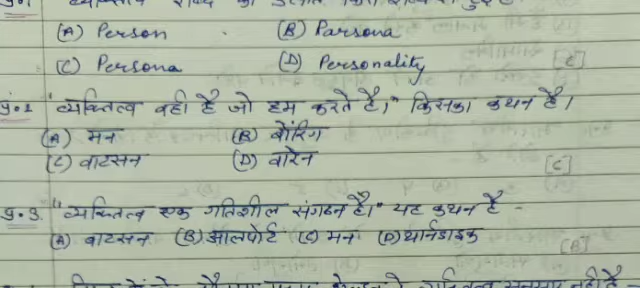 (A) Person (B) Parsona
(C) Persona (D) Personality [C]
प्र.2 "व्यक्तित्व वही है जो हम करते है।" किसका कथन है।
(A) मन (B) बोरिंग
(C) वाटसन (D) वारेन [C]
प्र.3 "व्यक्तित्व एक गतिशील संगठन है।" यह कथन है -
(A) वाटसन (B) आलपोर्ट (C) मन (D) थार्नडाइक [B]